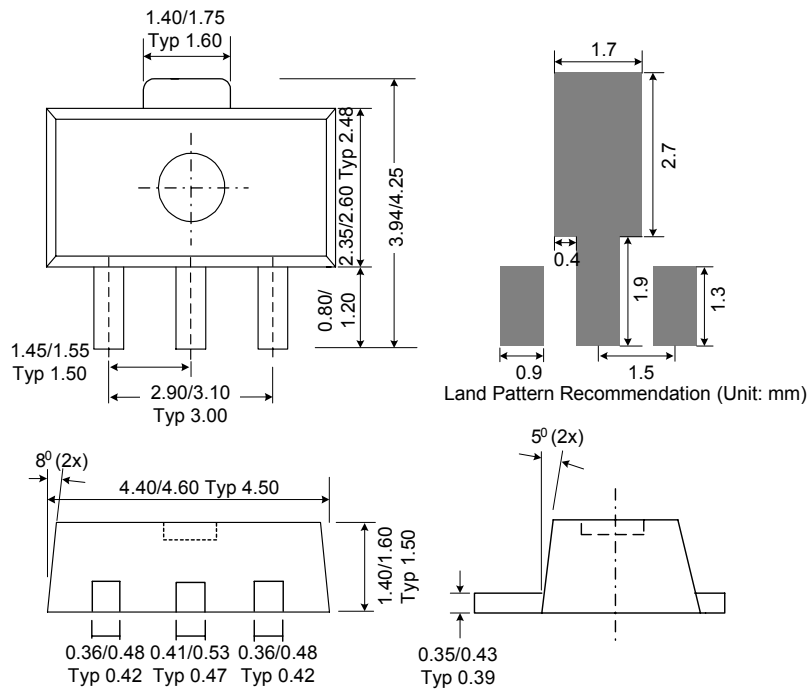 1.40/1.75
Typ 1.60
2.35/2.60 Typ 2.48
3.94/4.25
0.80/
1.20
1.45/1.55
Typ 1.50
2.90/3.10
Typ 3.00
1.7
2.7
0.4
1.9
1.3
0.9
1.5
Land Pattern Recommendation (Unit: mm)
8⁰ (2x)
4.40/4.60 Typ 4.50
1.40/1.60
Typ 1.50
0.36/0.48
Typ 0.42
0.41/0.53
Typ 0.47
0.36/0.48
Typ 0.42
5⁰ (2x)
0.35/0.43
Typ 0.39